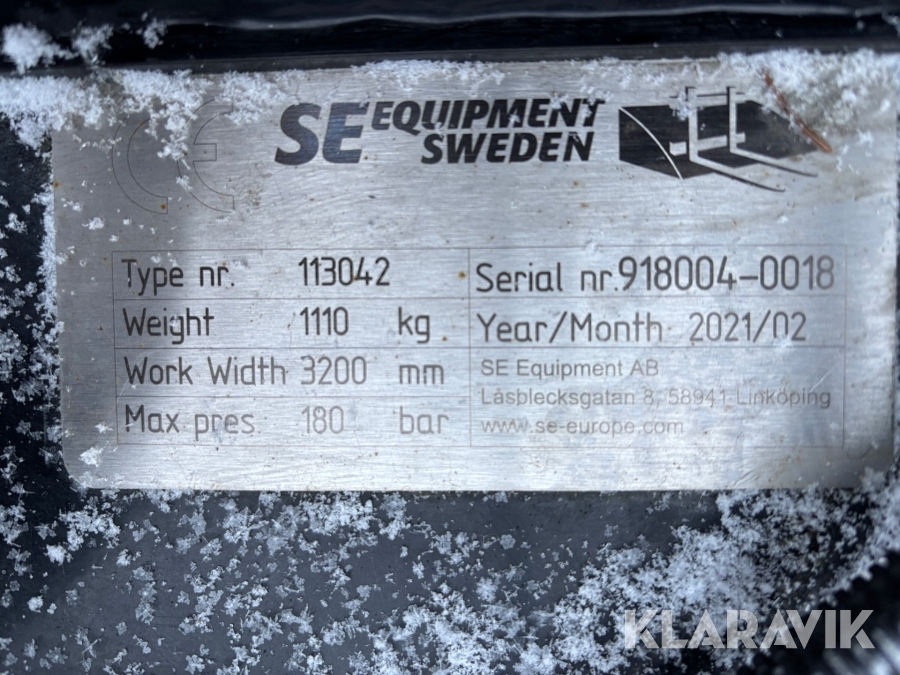 CE
SE EQUIPMENT
SWEDEN
Type nr. 113042 Serial nr. 918004-0018
Weight 1110 kg Year/Month 2021/02
Work Width 3200 mm SE Equipment AB
Låsblecksgatan 8, 58941 Linköping
Max pres. 180 bar www.se-europe.com
KLARAVIK